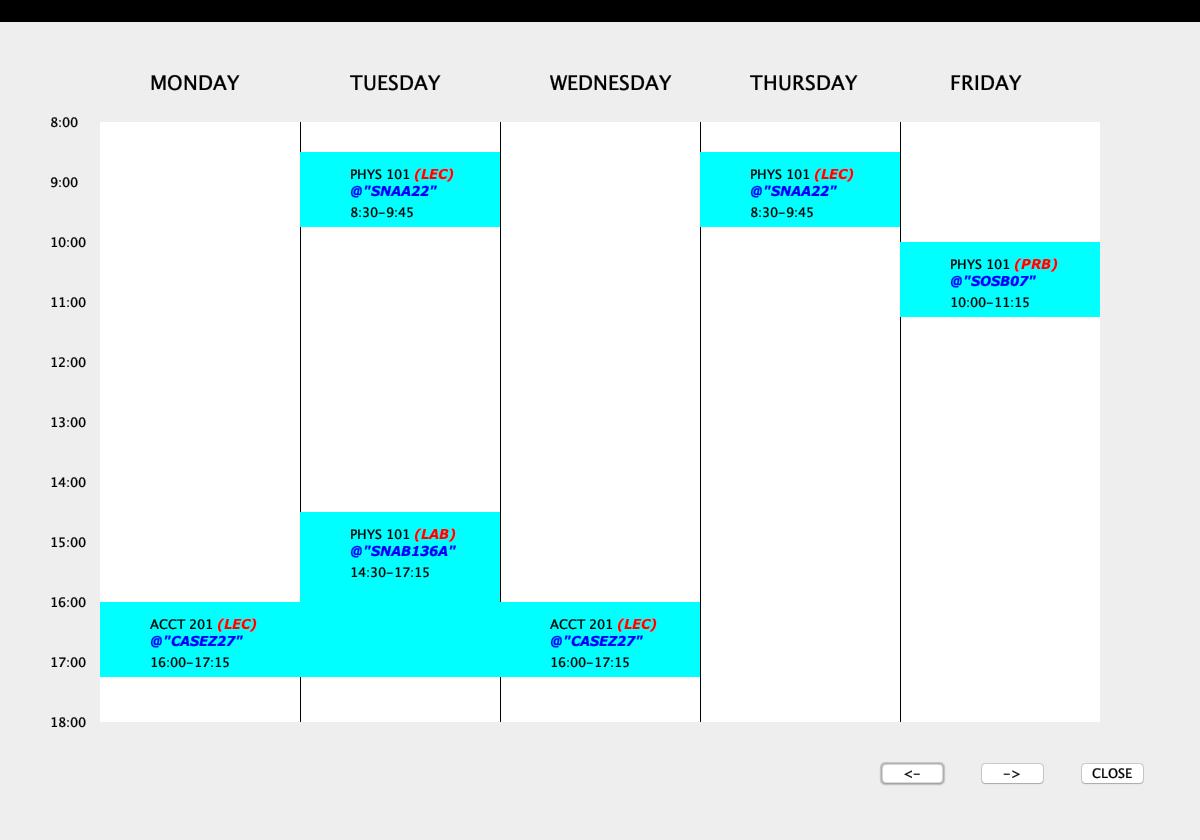 MONDAY TUESDAY WEDNESDAY THURSDAY FRIDAY
8:00
PHYS 101 (LEC) PHYS 101 (LEC)
9:00
@"SNAA22" @"SNAA22"
8:30-9:45 8:30-9:45
10:00
PHYS 101 (PRB)
@"SOSB07"
11:00
10:00-11:15
12:00
13:00
14:00
PHYS 101 (LAB)
15:00
@"SNAB136A"
14:30-17:15
16:00
ACCT 201 (LEC) ACCT 201 (LEC)
@"CASEZ27" @"CASEZ27"
17:00
16:00-17:15 16:00-17:15
18:00
<- -> CLOSE